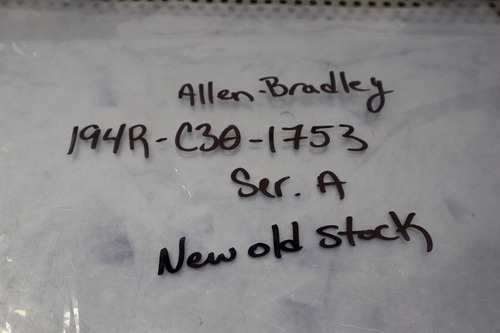 Allen-Bradley
194R-C30-1753
Ser. A
New old stock